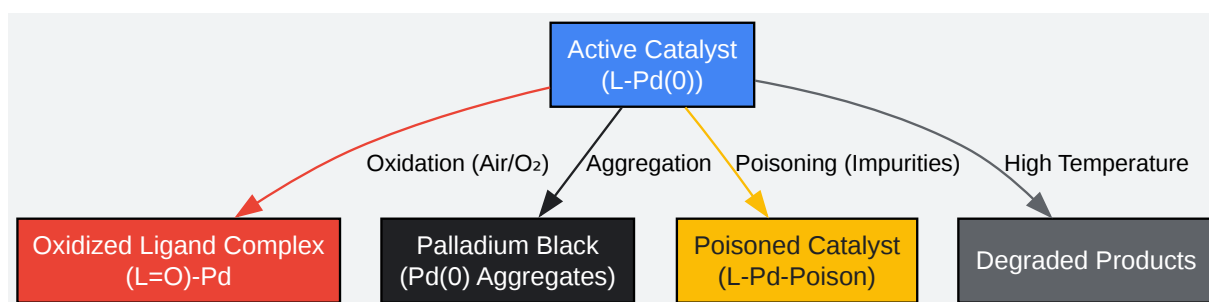 Active Catalyst
(L-Pd(0))
Oxidation (Air/O₂)
Aggregation
Poisoning (Impurities)
High Temperature
Oxidized Ligand Complex
(L=O)-Pd
Palladium Black
(Pd(0) Aggregates)
Poisoned Catalyst
(L-Pd-Poison)
Degraded Products